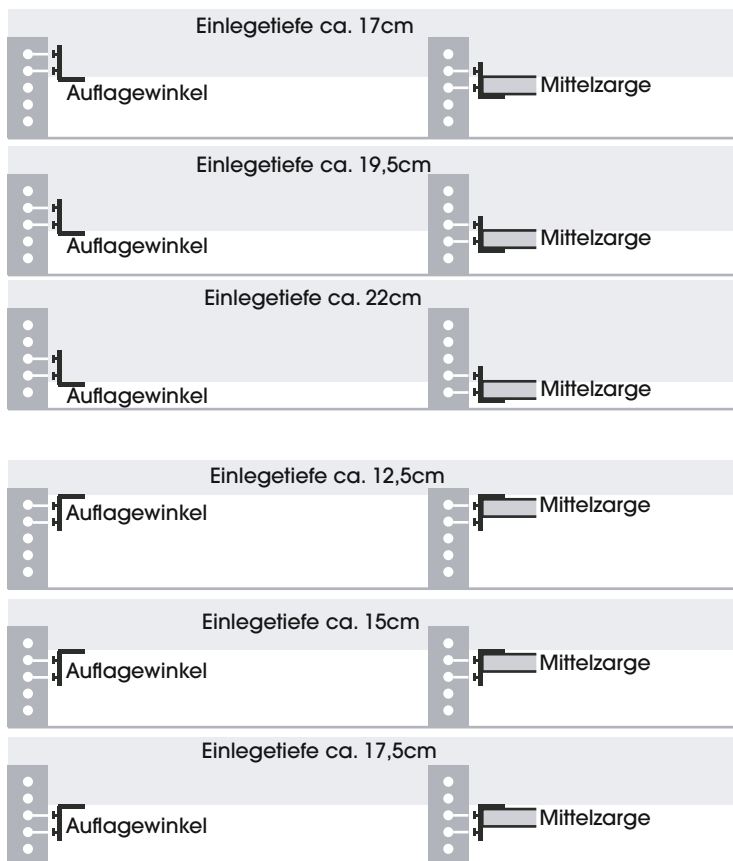 Einlegetiefe ca. 17cm
Auflagewinkel
Mittelzarge
Einlegetiefe ca. 19,5cm
Auflagewinkel
Mittelzarge
Einlegetiefe ca. 22cm
Auflagewinkel
Mittelzarge
Einlegetiefe ca. 12,5cm
Auflagewinkel
Mittelzarge
Einlegetiefe ca. 15cm
Auflagewinkel
Mittelzarge
Einlegetiefe ca. 17,5cm
Auflagewinkel
Mittelzarge